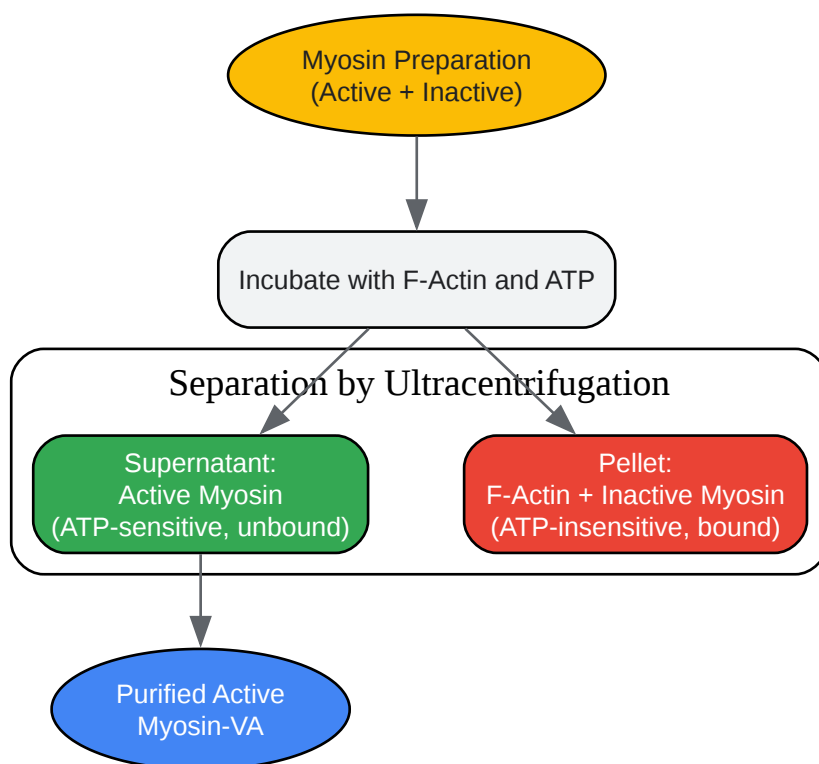 Myosin Preparation
(Active + Inactive)
Incubate with F-Actin and ATP
Separation by Ultracentrifugation
Supernatant:
Active Myosin
(ATP-sensitive, unbound)
Pellet:
F-Actin + Inactive Myosin
(ATP-insensitive, bound)
Purified Active
Myosin-VA